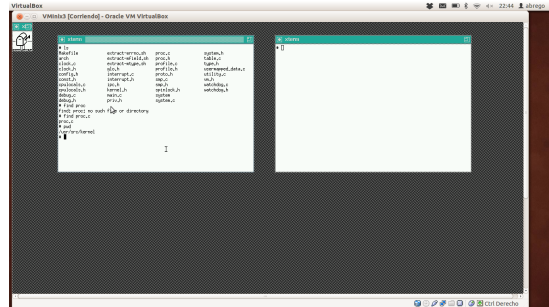 VirtualBox
22:44
abrego
VMinix3 [Corriendo] - Oracle VM VirtualBox
xterm
# ls
Makefile extract-errno.sh proc.c system.h
arch extract-mfield.sh proc.h table.c
clock.c extract-mtype.sh profile.c type.h
clock.h glo.h profile.h usermapped_data.c
config.h interrupt.c proto.h utility.c
const.h interrupt.h smp.c vm.h
cpulocals.c ipc.h smp.h watchdog.c
cpulocals.h kernel.h spinlock.h watchdog.h
debug.c main.c system
debug.h priv.h system.c
# find proc
find: proc: no such file or directory
# find proc.c
proc.c
# pwd
/usr/src/kernel
#
xterm
#
Ctrl Derecho